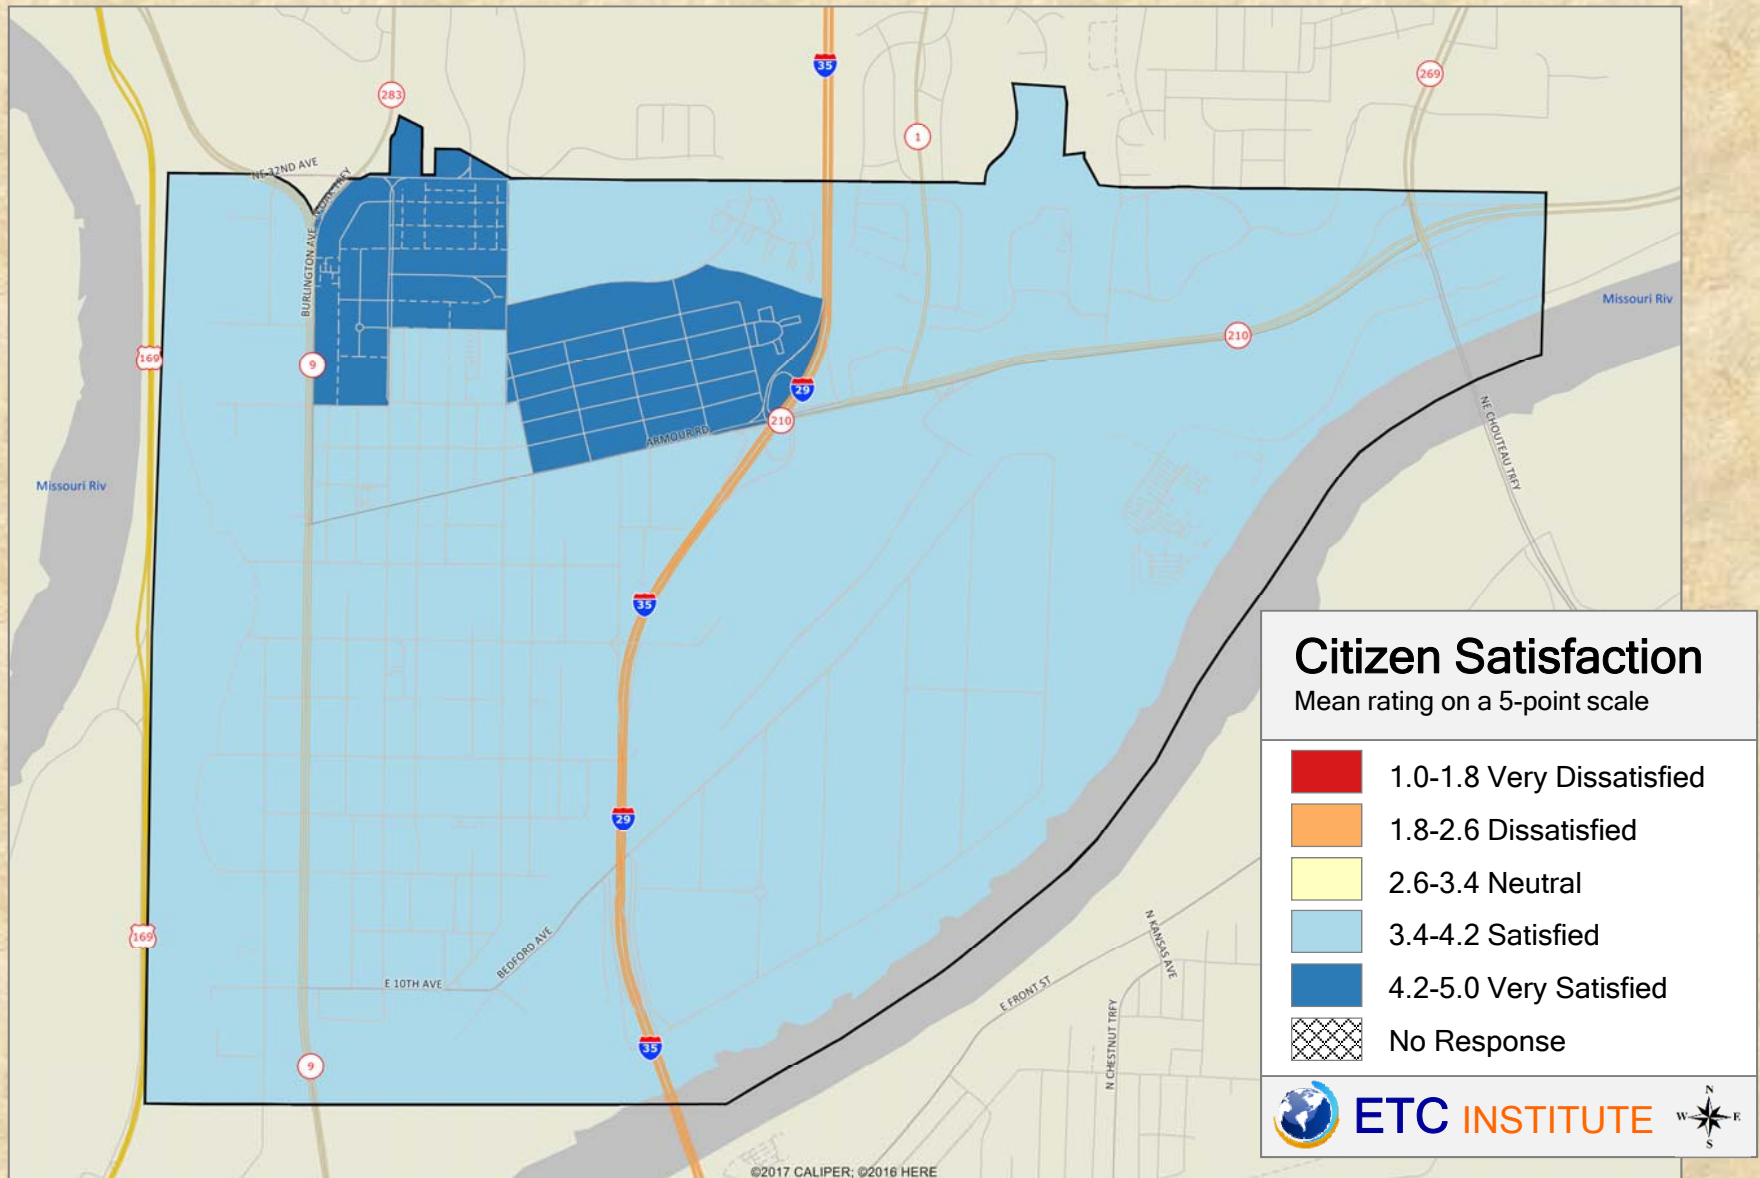 35
269
283
1
NE 32ND AVE
N OAK TRFY
BURLINGTON AVE
Missouri Riv
169
9
210
29
210
ARMOUR RD
NE CHOUTEAU TRFY
Missouri Riv
35
29
169
BEDFORD AVE
E 10TH AVE
N KANSAS AVE
E FRONT ST
N CHESTNUT TRFY
35
9
©2017 CALIPER; ©2016 HERE
Citizen Satisfaction
Mean rating on a 5-point scale
1.0-1.8 Very Dissatisfied
1.8-2.6 Dissatisfied
2.6-3.4 Neutral
3.4-4.2 Satisfied
4.2-5.0 Very Satisfied
No Response
ETC INSTITUTE
N
W E
S